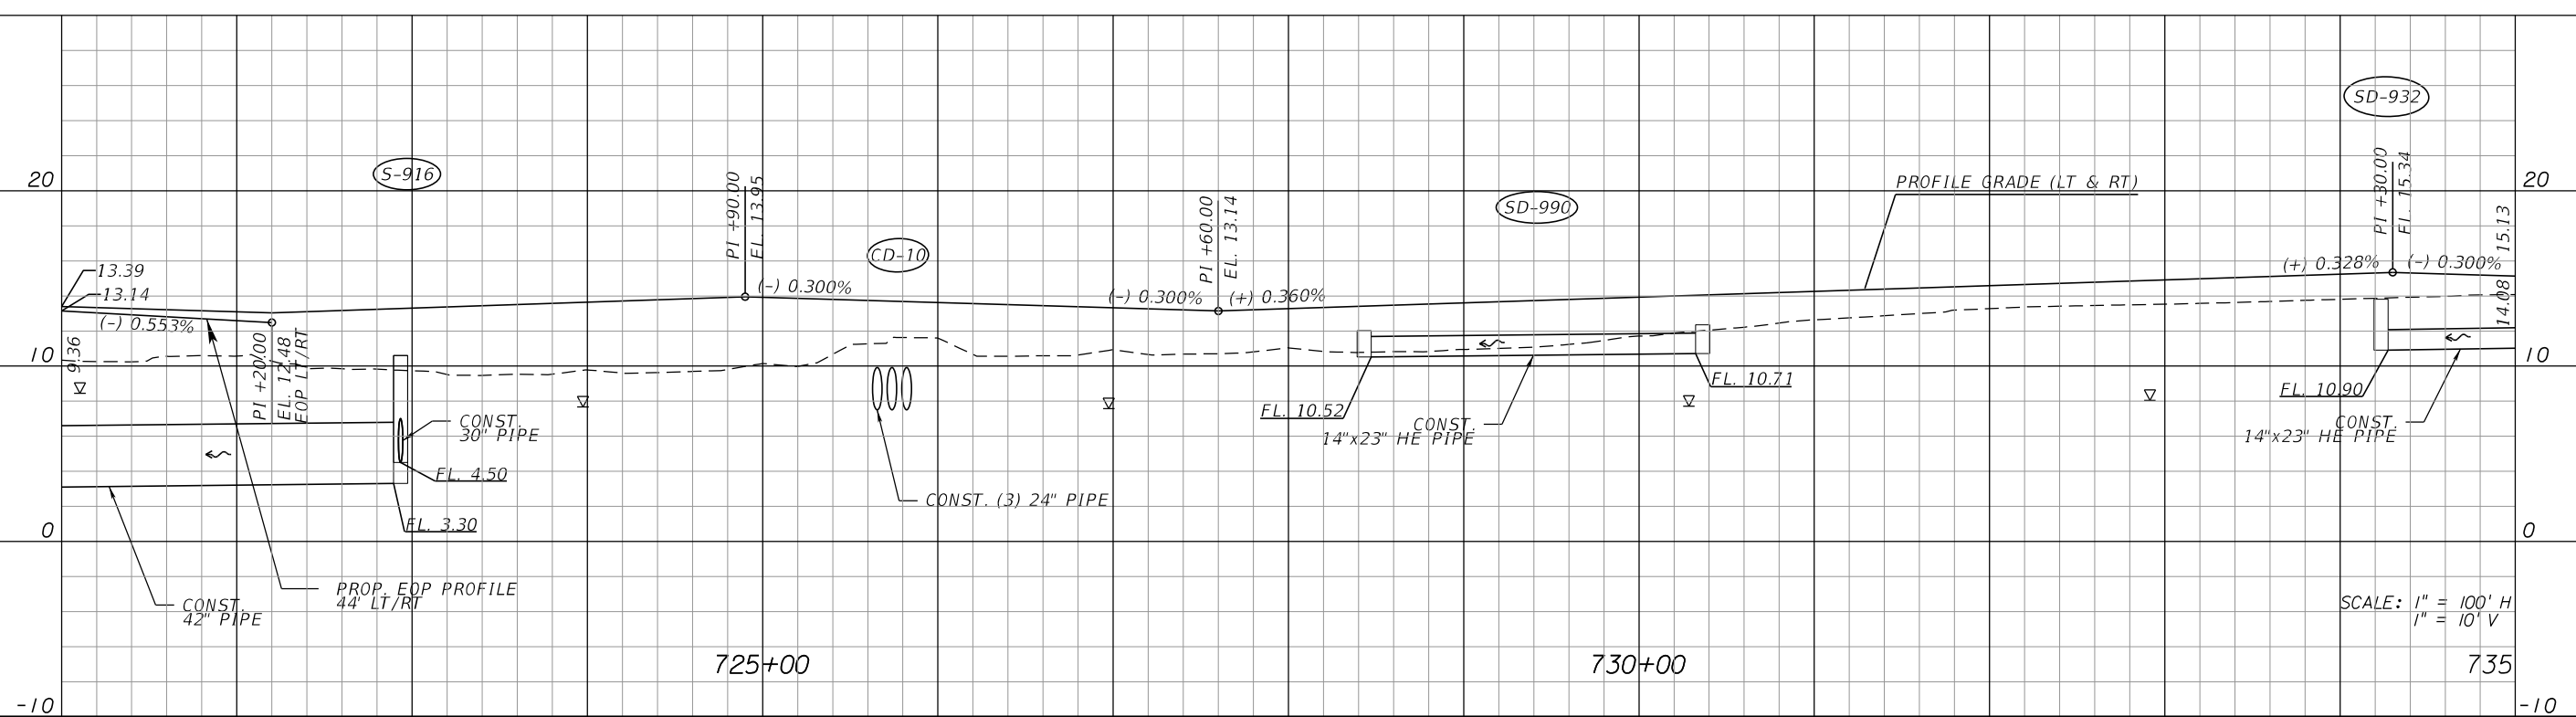 SD-932
S-916
20
20
PI +90.00
EL. 13.95
PI +60.00
EL. 13.14
SD-990
PROFILE GRADE (LT & RT)
PI +30.00
EL. 15.34
15.13
CD-10
13.39
13.14
(-) 0.553%
(-) 0.300%
(-) 0.300%
(+) 0.360%
(+) 0.328%
(-) 0.300%
14.08
10
10
9.36
PI +20.00
EL. 12.48
EOP LT/RT
FL. 10.71
FL. 10.52
FL. 10.90
CONST.
30" PIPE
CONST.
14"x23" HE PIPE
CONST.
14"x23" HE PIPE
FL. 4.50
CONST. (3) 24" PIPE
FL. 3.30
0
0
PROP. EOP PROFILE
44' LT/RT
CONST.
42" PIPE
SCALE: 1" = 100' H
1" = 10' V
725+00
730+00
735
-10
-10